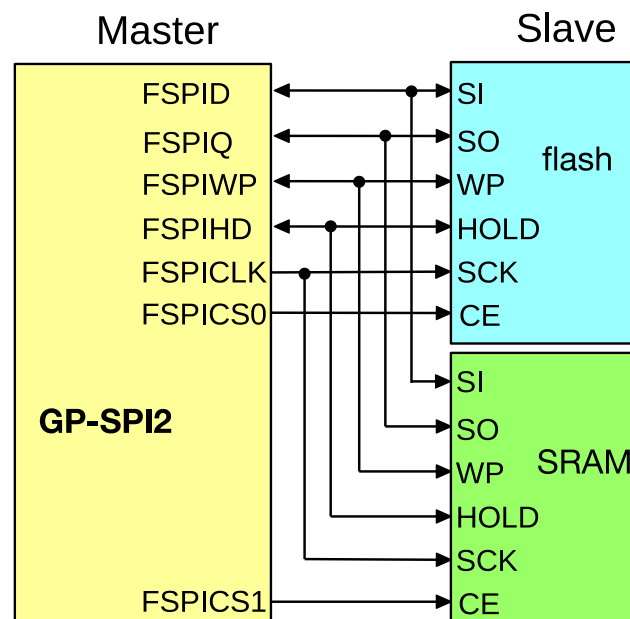 Master
Slave
FSPID
FSPIQ
FSPIWP
FSPIHD
FSPICLK
FSPICS0
GP-SPI2
FSPICS1
SI
SO
WP
HOLD
SCK
CE
flash
SI
SO
WP
HOLD
SCK
CE
SRAM